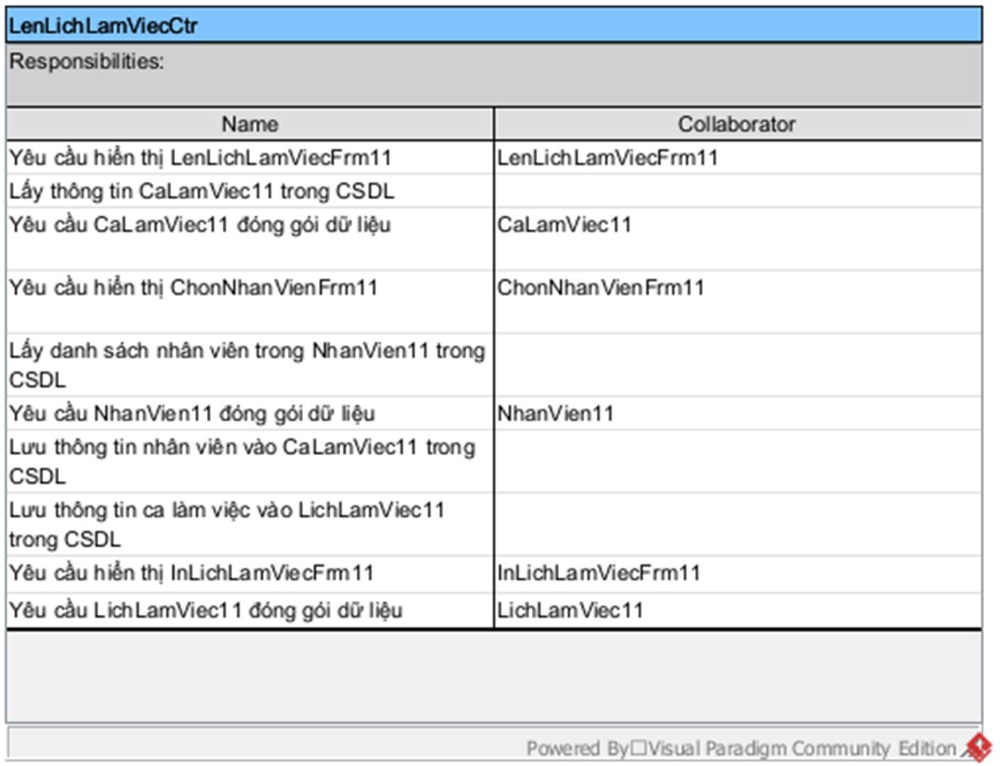 LenLichLamViecCtr
Responsibilities:
Name
Collaborator
Yêu cầu hiển thị LenLichLamViecFrm11
LenLichLamViecFrm11
Lấy thông tin CaLamViec11 trong CSDL
Yêu cầu CaLamViec11 đóng gói dữ liệu
CaLamViec11
Yêu cầu hiển thị ChonNhanVienFrm11
ChonNhanVienFrm11
Lấy danh sách nhân viên trong NhanVien11 trong
CSDL
Yêu cầu NhanVien11 đóng gói dữ liệu
NhanVien11
Lưu thông tin nhân viên vào CaLamViec11 trong
CSDL
Lưu thông tin ca làm việc vào LichLamViec11
trong CSDL
Yêu cầu hiển thị InLichLamViecFrm11
InLichLamViecFrm11
Yêu cầu LichLamViec11 đóng gói dữ liệu
LichLamViec11
Powered By□Visual Paradigm Community Edition